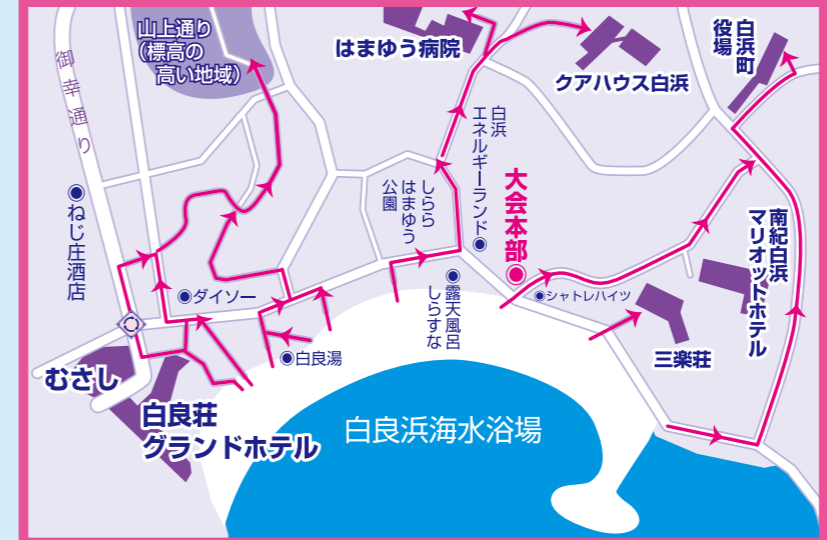 山上通り
(標高の
高い地域)
御幸通り
はまゆう病院
クアハウス白浜
白浜町
役場
白浜
エネルギーランド
大会本部
しらら
はまゆう
公園
南紀白浜
マリオットホテル
ねじ庄酒店
ダイソー
露天風呂
しらすな
シャトレハイツ
白良湯
三楽荘
むさし
白良荘
グランドホテル
白良浜海水浴場